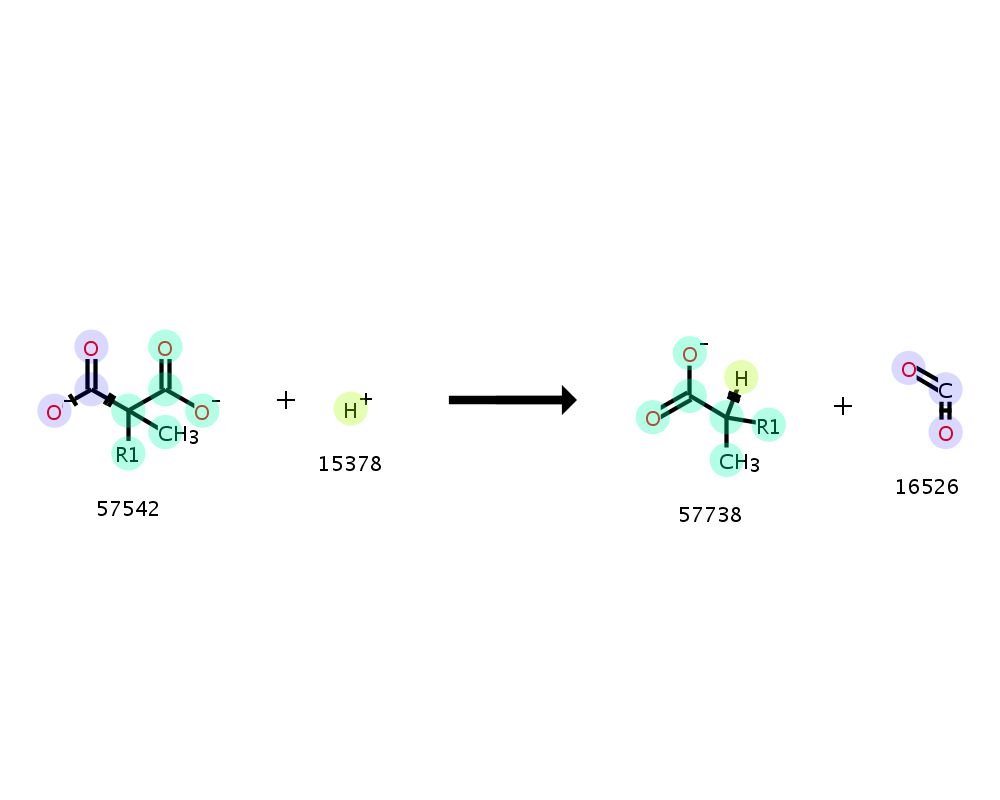 O O O
O⁻ O⁻ + H⁺ H R1 + C
CH3 O O
R1 CH3
57542 15378 57738 16526